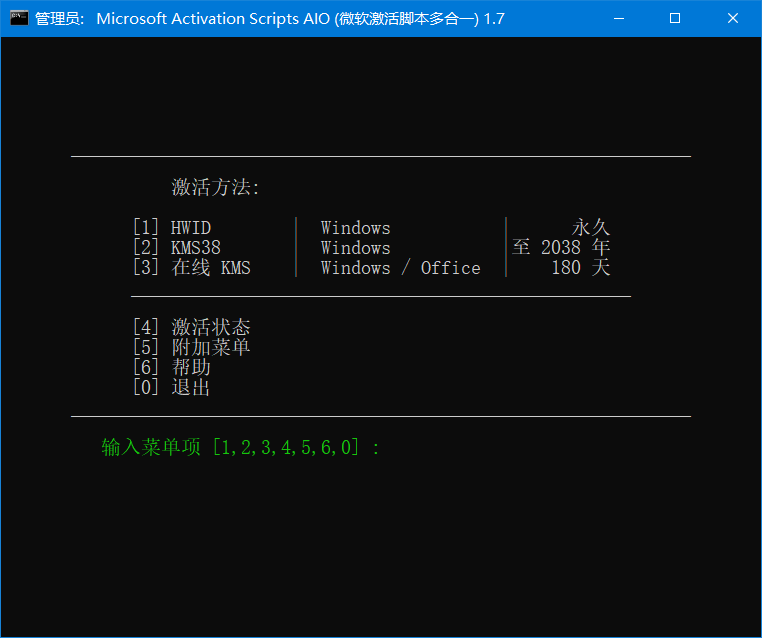 管理员: Microsoft Activation Scripts AIO (微软激活脚本多合一) 1.7
激活方法:
[1] HWID | Windows | 永久
[2] KMS38 | Windows | 至 2038 年
[3] 在线 KMS | Windows / Office | 180 天
[4] 激活状态
[5] 附加菜单
[6] 帮助
[0] 退出
输入菜单项 [1,2,3,4,5,6,0] :